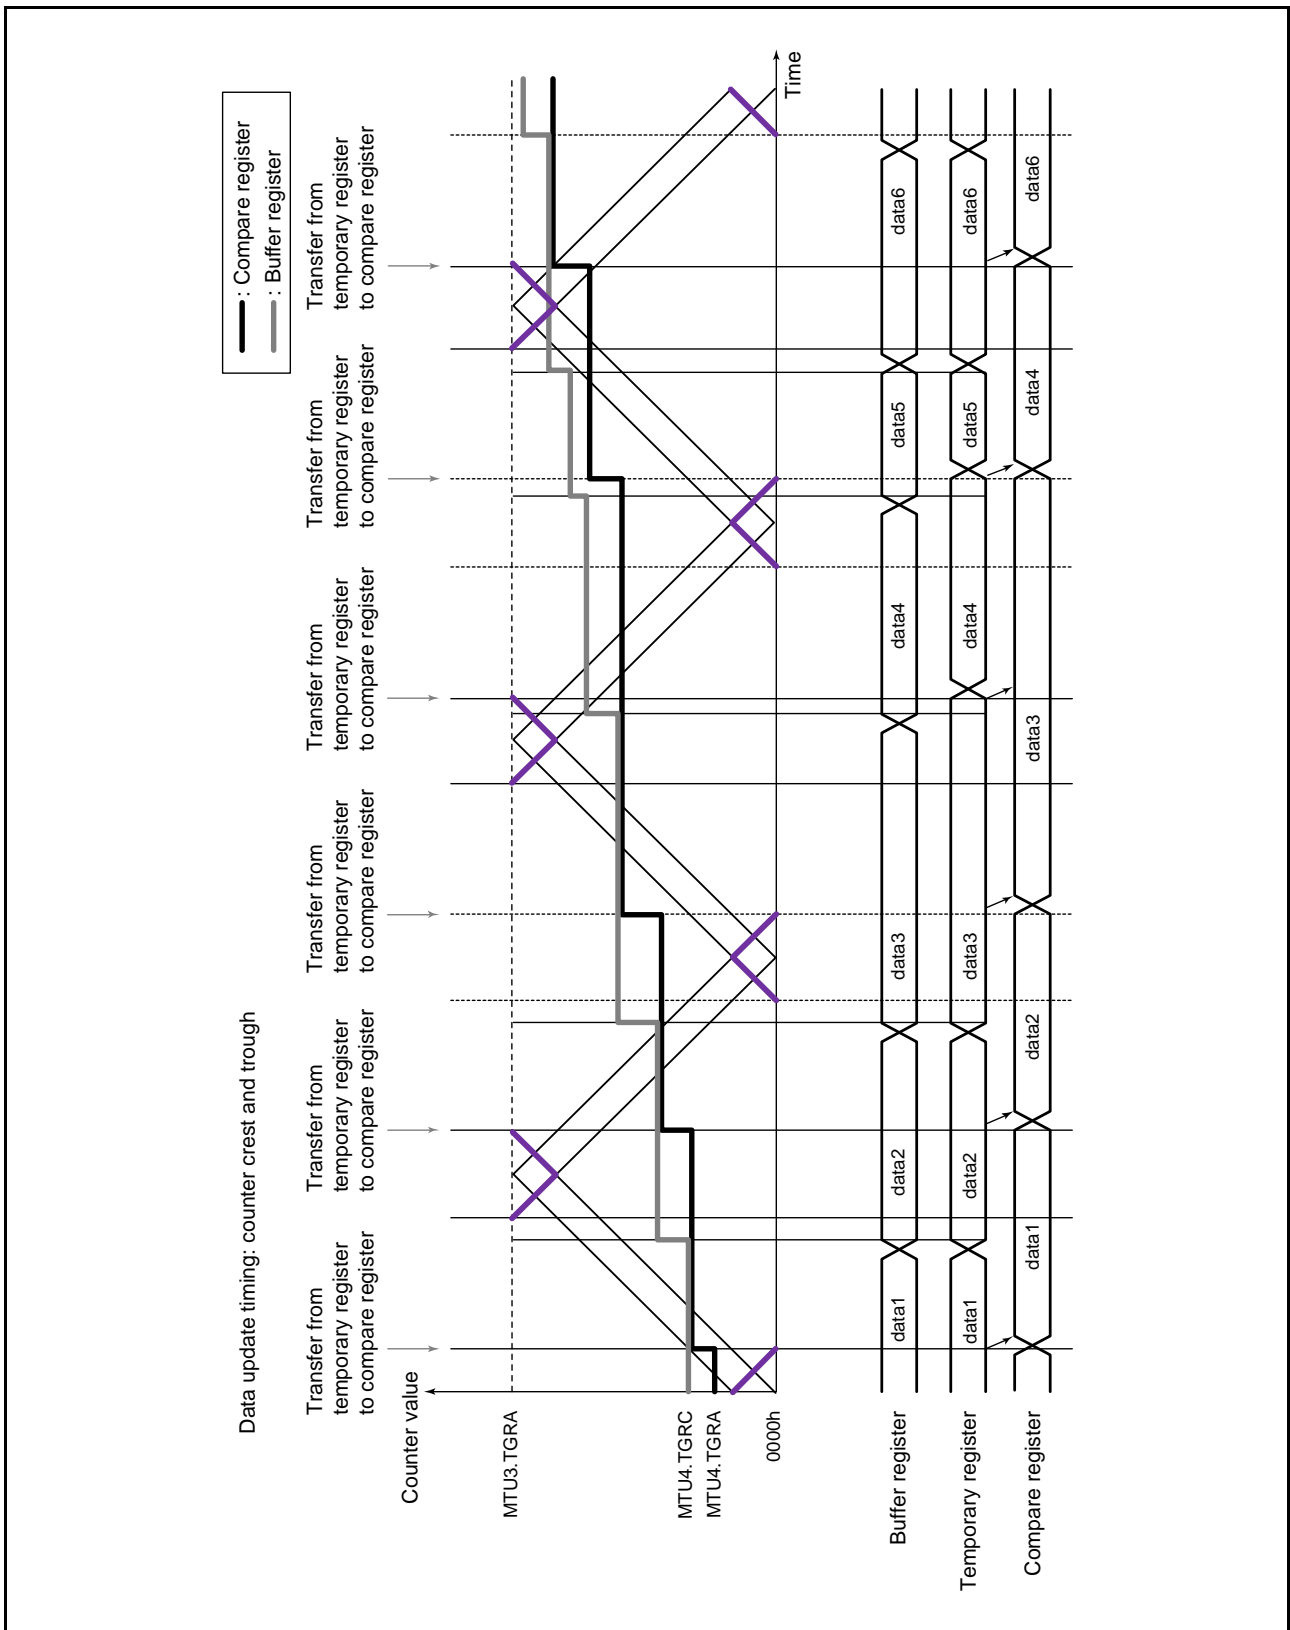 Data update timing: counter crest and trough
: Compare register
: Buffer register
Transfer from
temporary register
to compare register
Transfer from
temporary register
to compare register
Transfer from
temporary register
to compare register
Transfer from
temporary register
to compare register
Transfer from
temporary register
to compare register
Transfer from
temporary register
to compare register
Counter value
MTU3.TGRA
MTU4.TGRC
MTU4.TGRA
0000h
Time
Buffer register
data1
data2
data3
data4
data5
data6
Temporary register
data1
data2
data3
data4
data5
data6
Compare register
data1
data2
data3
data4
data6